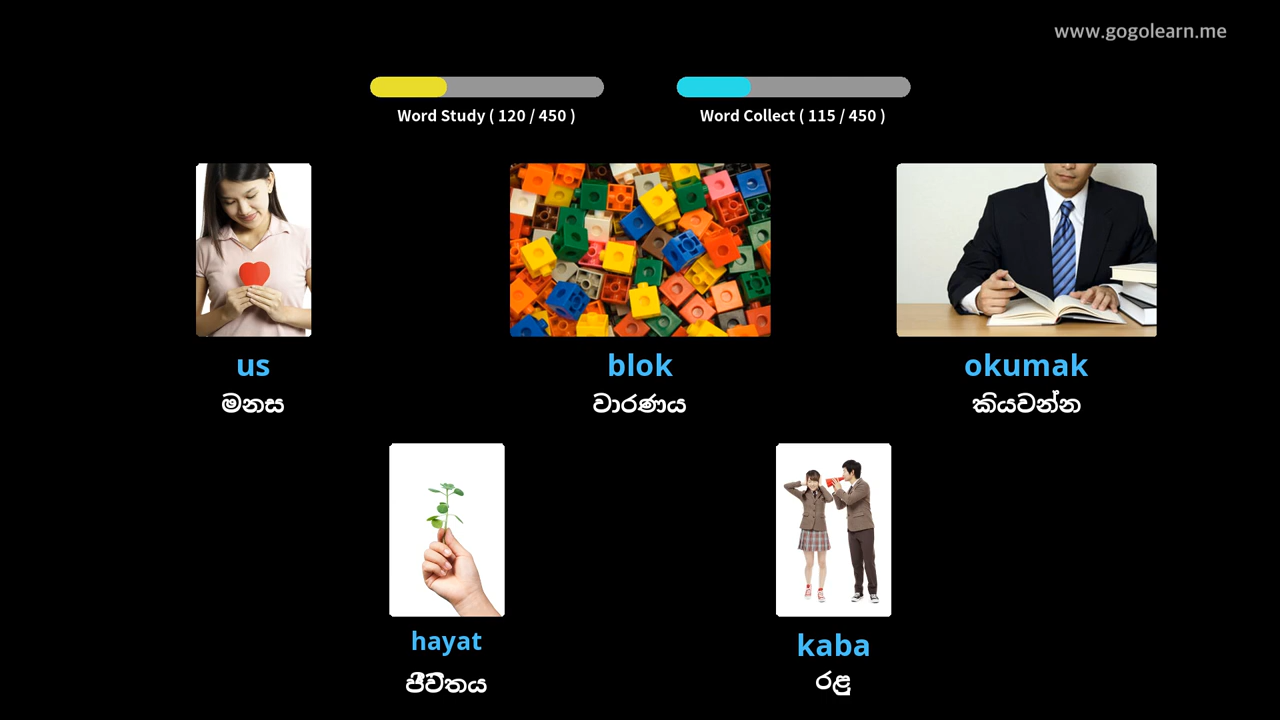 www.gogolearn.me
Word Study ( 120 / 450 )
Word Collect ( 115 / 450 )
us
මනස
blok
වාරණය
okumak
කියවන්න
hayat
ජීවිතය
kaba
රළු